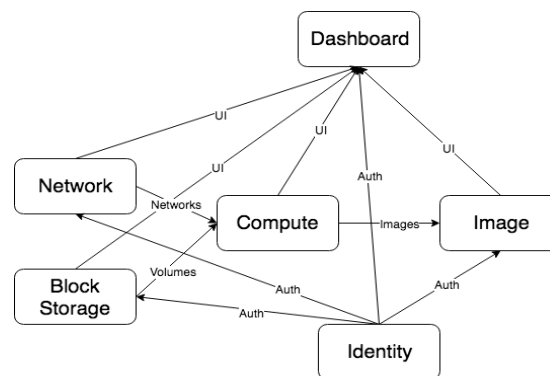 Dashboard
UI
UI
UI
UI
Auth
Network
Networks
Compute
Images
Image
Volumes
Block
Storage
Auth
Auth
Auth
Identity